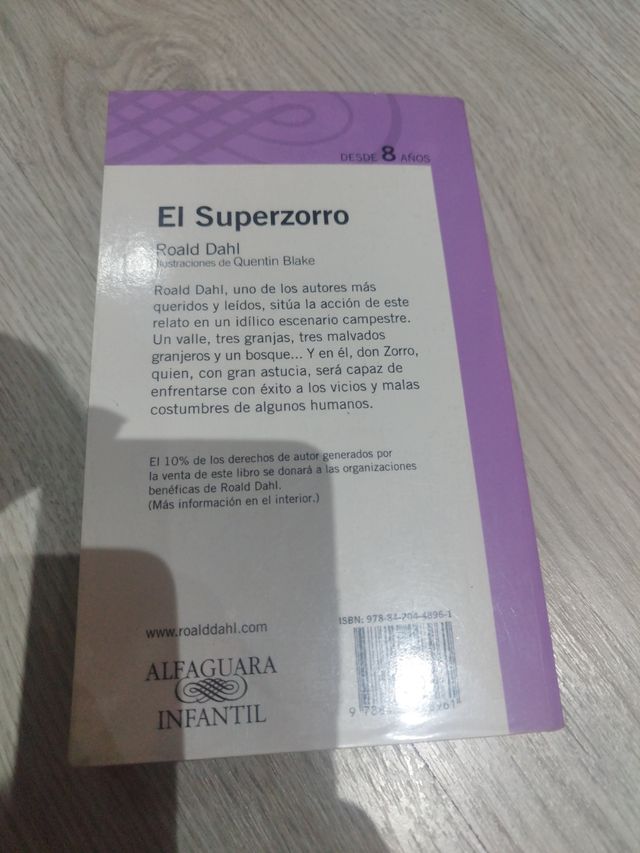 DESDE 8 AÑOS
El Superzorro
Roald Dahl
Ilustraciones de Quentin Blake
Roald Dahl, uno de los autores más
queridos y leídos, sitúa la acción de este
relato en un idílico escenario campestre.
Un valle, tres granjas, tres malvados
granjeros y un bosque... Y en él, don Zorro,
quien, con gran astucia, será capaz de
enfrentarse con éxito a los vicios y malas
costumbres de algunos humanos.
El 10% de los derechos de autor generados por
la venta de este libro se donará a las organizaciones
benéficas de Roald Dahl.
(Más información en el interior.)
ISBN: 978-84-204-4896-1
www.roalddahl.com
ALFAGUARA
INFANTIL